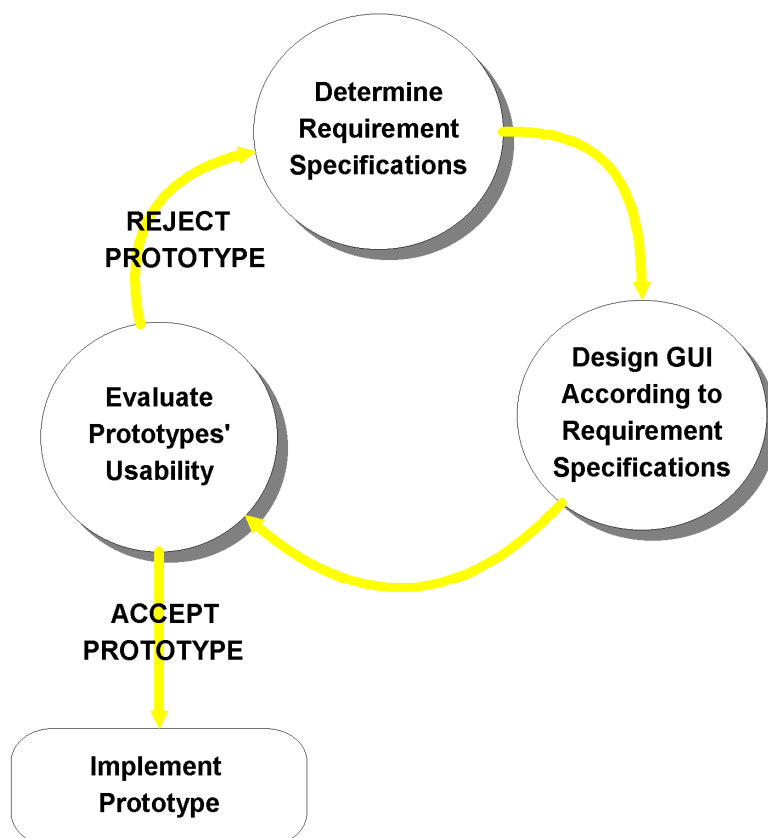 Determine
Requirement
Specifications
REJECT
PROTOTYPE
Design GUI
According to
Requirement
Specifications
Evaluate
Prototypes'
Usability
ACCEPT
PROTOTYPE
Implement
Prototype